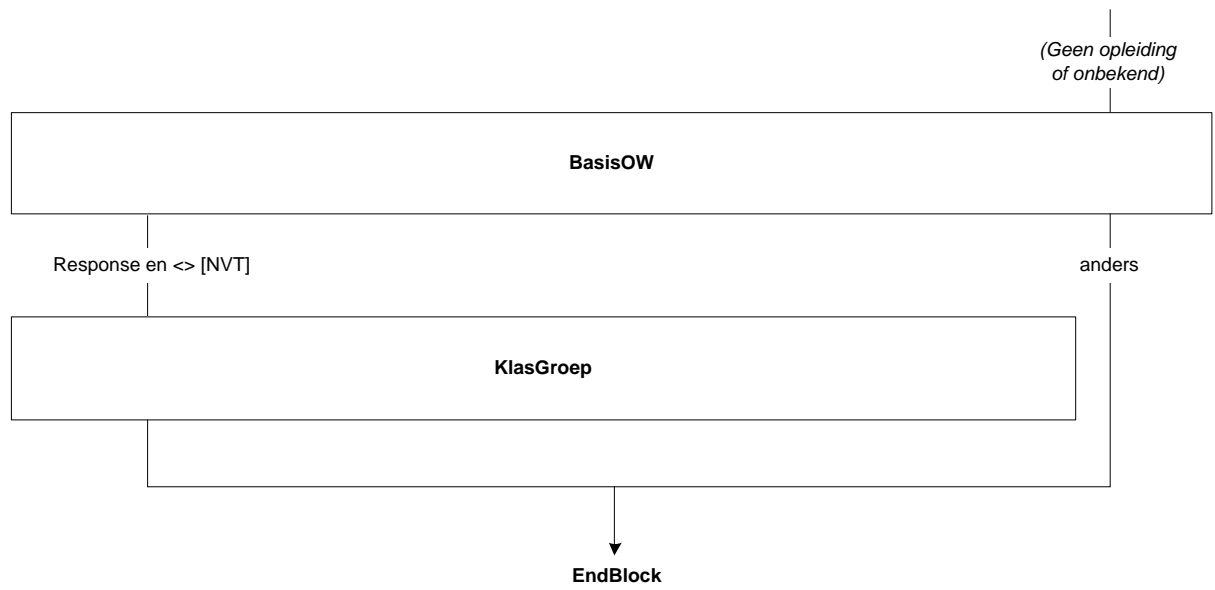 (Geen opleiding
of onbekend)
BasisOW
Response en <> [NVT]
anders
KlasGroep
EndBlock